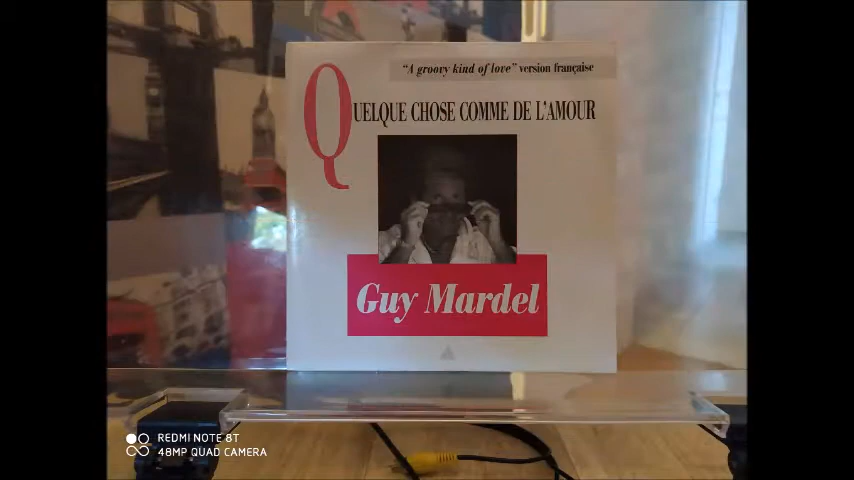 "A groovy kind of love" version française
QUELQUE CHOSE COMME DE L'AMOUR
Guy Mardel
REDMI NOTE 8T
48MP QUAD CAMERA